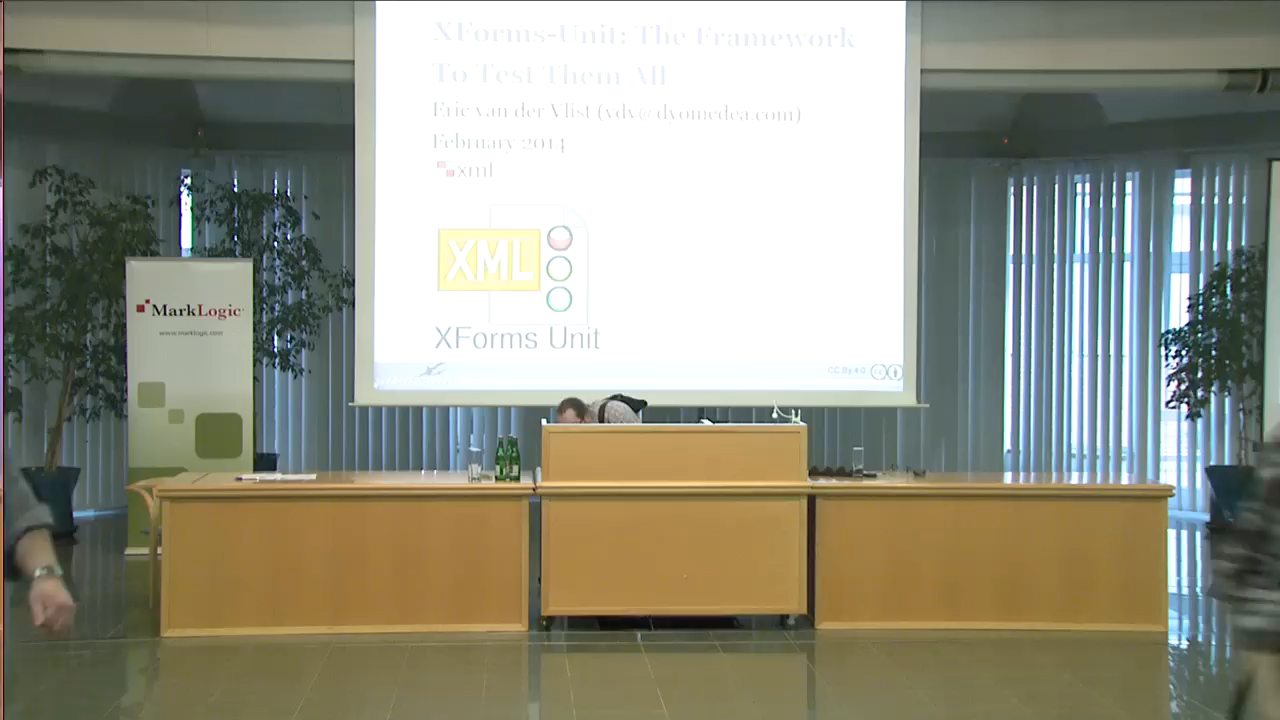 XForms-Unit: The Framework
To Test Them All
Eric van der Vlist (vdv@dyomedea.com)
February 2014
xml
XML
XForms Unit
CC By 4.0
MarkLogic
www.marklogic.com